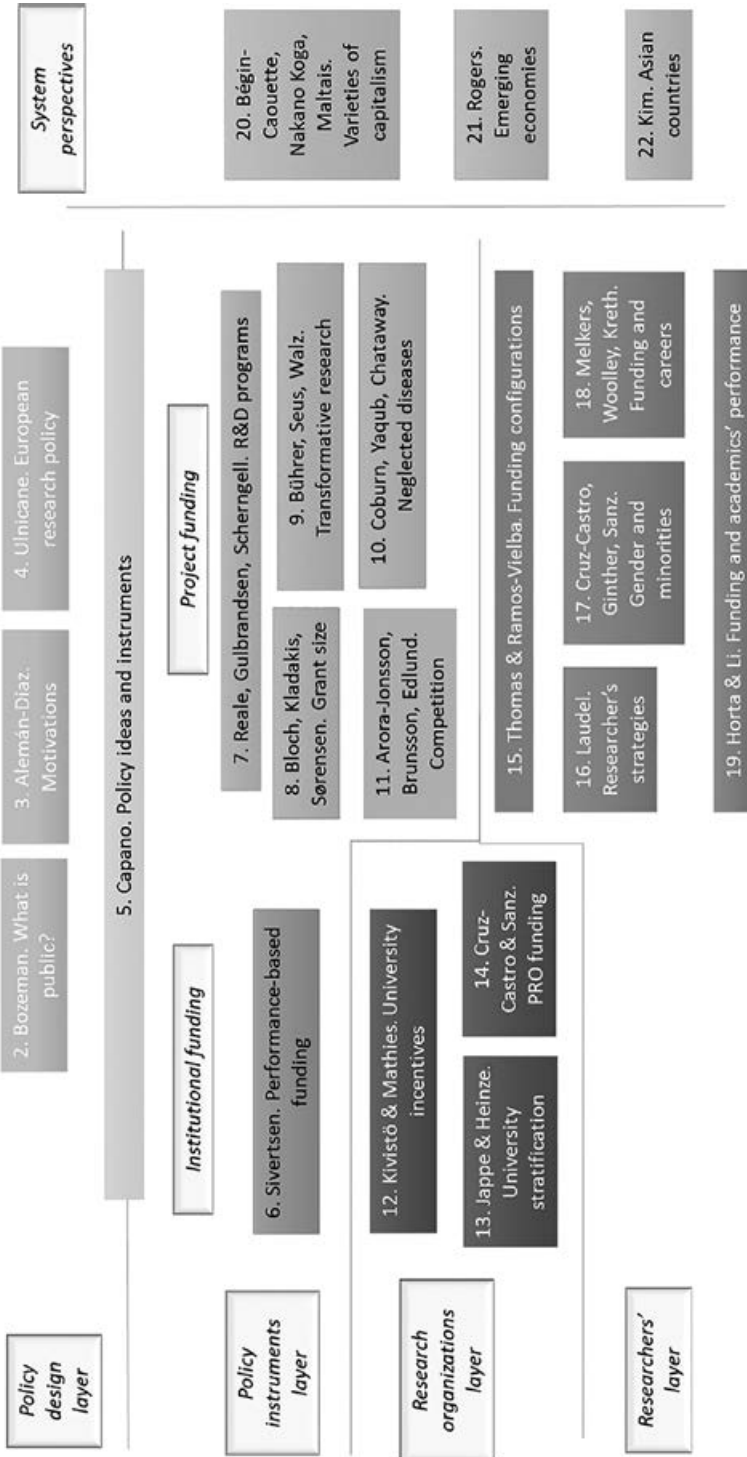 Policy
design
layer
2. Bozeman. What is
public?
3. Alemán-Diaz.
Motivations
4. Ulnicane. European
research policy
System
perspectives
5. Capano. Policy ideas and instruments
Institutional funding
Project funding
Policy
instruments
layer
6. Sivertsen. Performance-based
funding
7. Reale, Gulbrandsen, Scherngell. R&D programs
8. Bloch, Kladakis,
Sørensen. Grant size
9. Bührer, Seus, Walz.
Transformative research
10. Coburn, Yaqub, Chataway.
Neglected diseases
11. Arora-Jonsson,
Brunsson, Edlund.
Competition
20. Bégin-
Caouette,
Nakano Koga,
Maltais.
Varieties of
capitalism
Research
organizations
layer
12. Kivistö & Mathies. University
incentives
13. Jappe & Heinze.
University
stratification
14. Cruz-
Castro & Sanz.
PRO funding
21. Rogers.
Emerging
economies
Researchers’
layer
15. Thomas & Ramos-Vielba. Funding configurations
16. Laudel.
Researcher’s
strategies
17. Cruz-Castro,
Ginther, Sanz.
Gender and
minorities
18. Melkers,
Woolley, Kreth.
Funding and
careers
19. Horta & Li. Funding and academics’ performance
22. Kim. Asian
countries